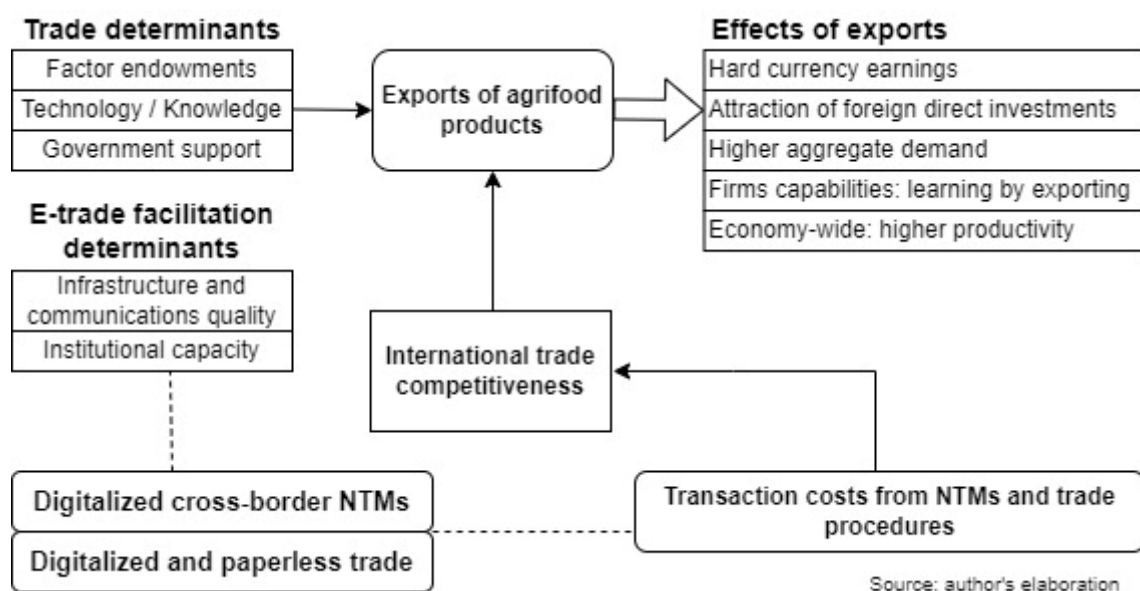 Trade determinants
Factor endowments
Technology / Knowledge
Government support
E-trade facilitation
determinants
Infrastructure and
communications quality
Institutional capacity
Exports of agrifood
products
Effects of exports
Hard currency earnings
Attraction of foreign direct investments
Higher aggregate demand
Firms capabilities: learning by exporting
Economy-wide: higher productivity
International trade
competitiveness
Digitalized cross-border NTMs
Digitalized and paperless trade
Transaction costs from NTMs and trade
procedures
Source: author's elaboration